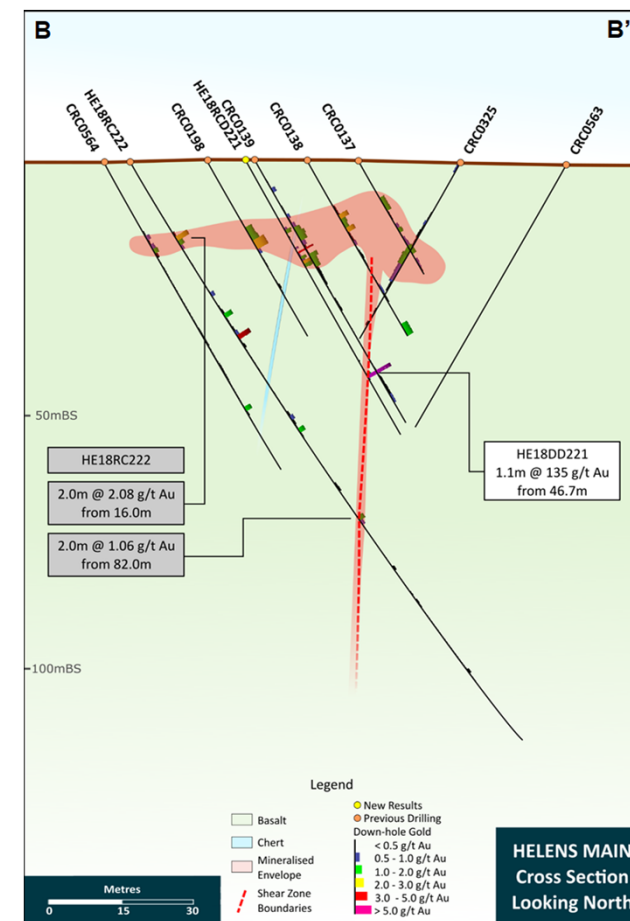 B
B'
CRC0564
HE18RC222
CRC0198
HE18RCD221
CRC0139
CRC0138
CRC0137
CRC0325
CRC0563
50mBS
HE18RC222
2.0m @ 2.08 g/t Au
from 16.0m
2.0m @ 1.06 g/t Au
from 82.0m
HE18DD221
1.1m @ 135 g/t Au
from 46.7m
100mBS
Legend
Basalt
Chert
Mineralised
Envelope
Shear Zone
Boundaries
New Results
Previous Drilling
Down-hole Gold
< 0.5 g/t Au
0.5 - 1.0 g/t Au
1.0 - 2.0 g/t Au
2.0 - 3.0 g/t Au
3.0 - 5.0 g/t Au
> 5.0 g/t Au
Metres
0 15 30
HELENS MAIN
Cross Section
Looking North